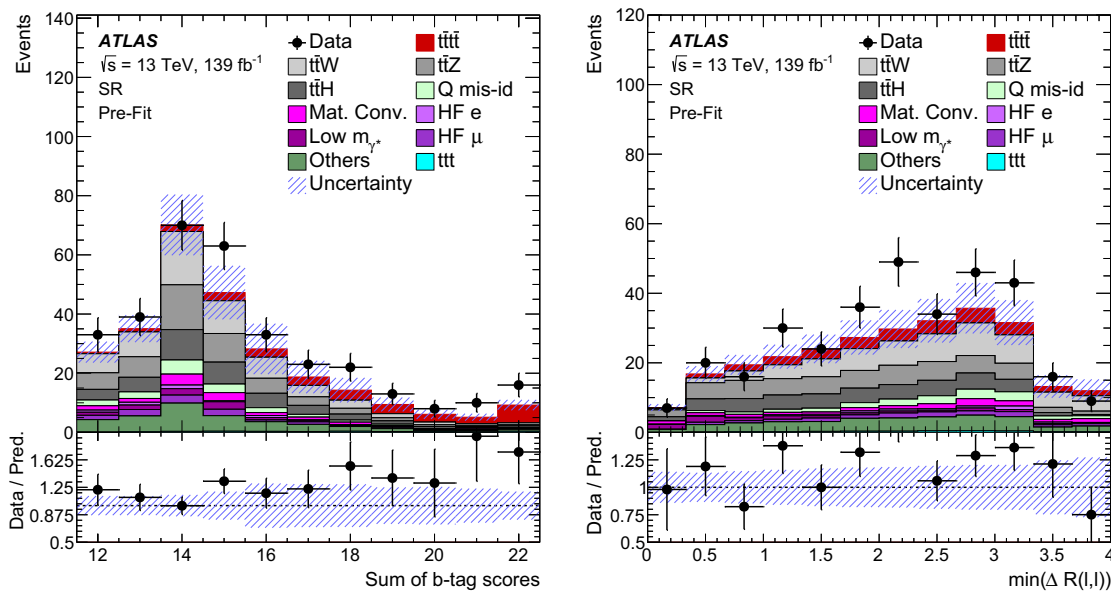 Events
140
120
100
80
60
40
20
0
ATLAS
√s = 13 TeV, 139 fb⁻¹
SR
Pre-Fit
Data
tt̄tt̄
tt̄W
tt̄Z
tt̄H
Q mis-id
Mat. Conv.
HF e
Low m_γ*
HF μ
Others
ttt
Uncertainty
Data / Pred.
1.625
1.25
0.875
0.5
12 14 16 18 20 22
Sum of b-tag scores
Events
120
100
80
60
40
20
0
ATLAS
√s = 13 TeV, 139 fb⁻¹
SR
Pre-Fit
Data
tt̄tt̄
tt̄W
tt̄Z
tt̄H
Q mis-id
Mat. Conv.
HF e
Low m_γ*
HF μ
Others
ttt
Uncertainty
Data / Pred.
1.25
1
0.75
0.5
0 0.5 1 1.5 2 2.5 3 3.5 4
min(Δ R(l,l))